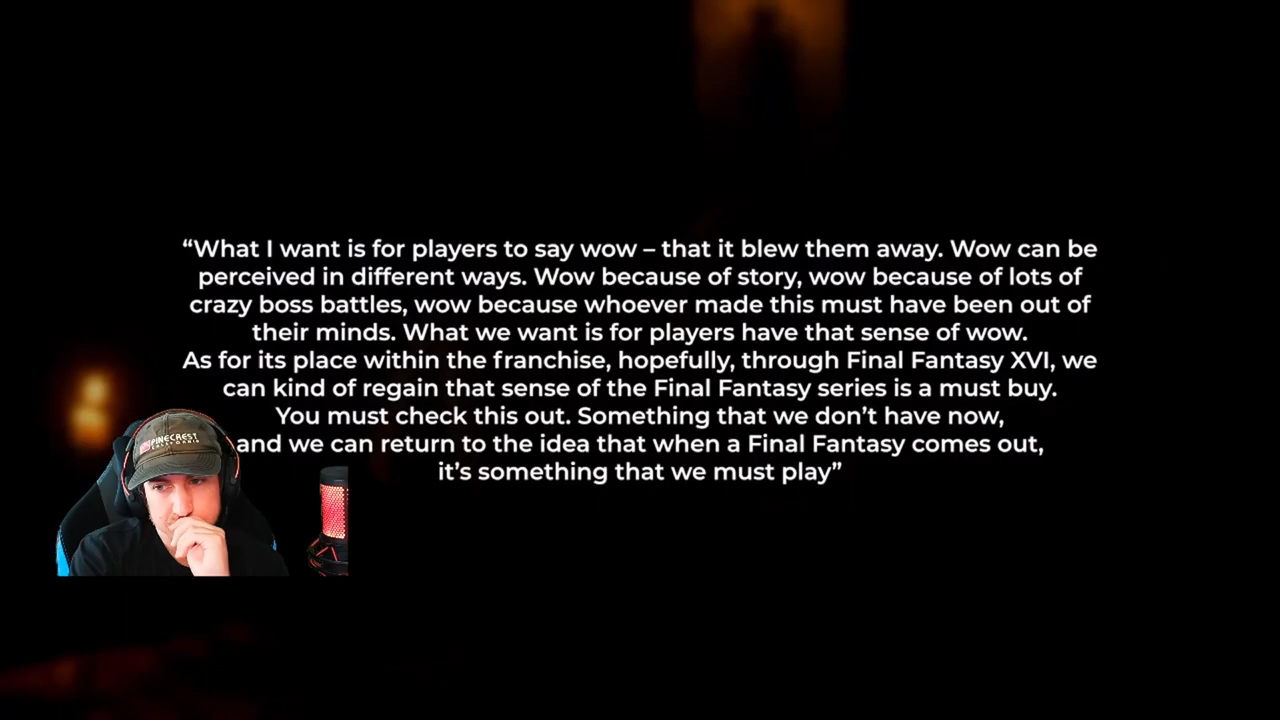 “What I want is for players to say wow – that it blew them away. Wow can be
perceived in different ways. Wow because of story, wow because of lots of
crazy boss battles, wow because whoever made this must have been out of
their minds. What we want is for players have that sense of wow.
As for its place within the franchise, hopefully, through Final Fantasy XVI, we
can kind of regain that sense of the Final Fantasy series is a must buy.
You must check this out. Something that we don’t have now,
and we can return to the idea that when a Final Fantasy comes out,
it’s something that we must play”
PINECREST
CALIFORNIA